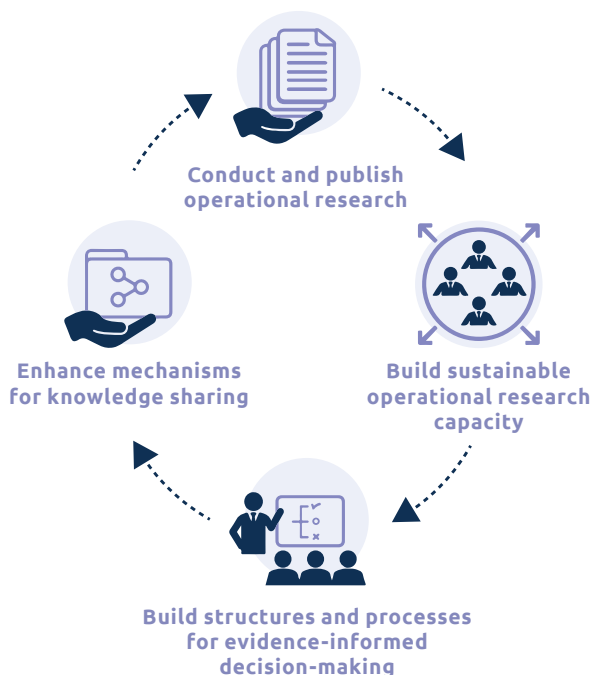 Conduct and publish
operational research
Enhance mechanisms
for knowledge sharing
Build sustainable
operational research
capacity
Build structures and processes
for evidence-informed
decision-making